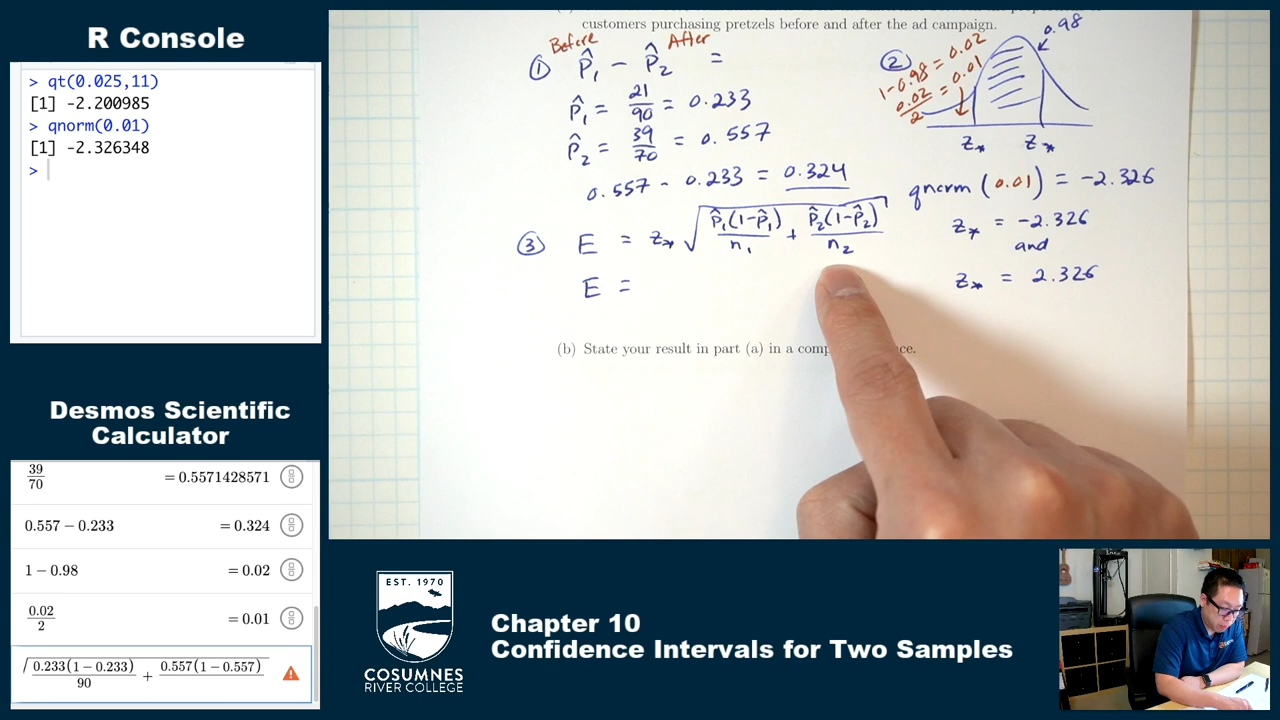 R Console
> qt(0.025,11)
[1] -2.200985
> qnorm(0.01)
[1] -2.326348
>
Desmos Scientific
Calculator
39/70 = 0.5571428571
0.557 − 0.233 = 0.324
1 − 0.98 = 0.02
0.02/2 = 0.01
√(0.233(1−0.233)/90 + 0.557(1−0.557)/
customers purchasing pretzels before and after the ad campaign.
Before After
① p̂₁ − p̂₂ =
p̂₁ = 21/90 = 0.233
p̂₂ = 39/70 = 0.557
0.557 - 0.233 = 0.324
②
0.98
1-0.98 = 0.02
0.02/2 = 0.01
z* z*
qnorm (0.01) = -2.326
z* = -2.326
and
z* = 2.326
③ E = z* √(p̂₁(1-p̂₁)/n₁ + p̂₂(1-p̂₂)/n₂)
E =
(b) State your result in part (a) in a
EST. 1970
COSUMNES
RIVER COLLEGE
Chapter 10
Confidence Intervals for Two Samples